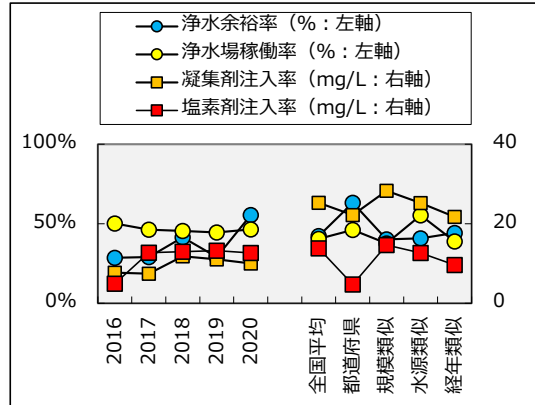 浄水余裕率（%：左軸）
浄水場稼働率（%：左軸）
凝集剤注入率（mg/L：右軸）
塩素剤注入率（mg/L：右軸）
100%
40
50%
20
0%
0
2016
2017
2018
2019
2020
全国平均
都道府県
規模類似
水源類似
経年類似